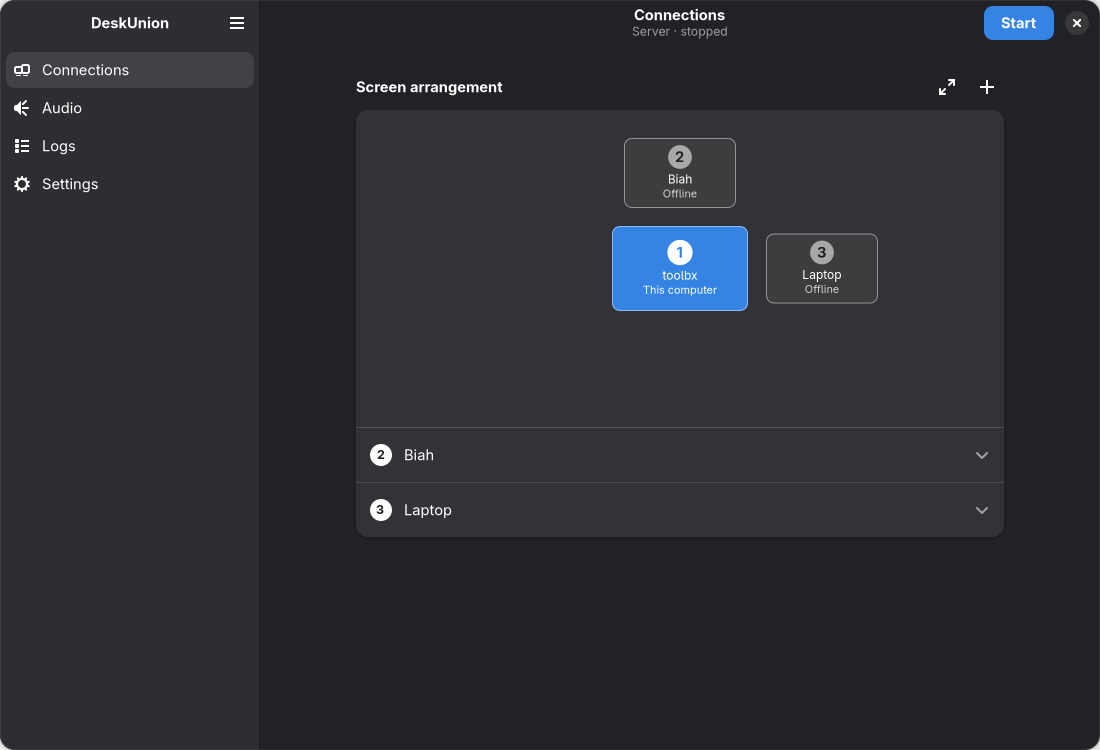 DeskUnion
Connections
Audio
Logs
Settings
Connections
Server · stopped
Start
Screen arrangement
2
Biah
Offline
1
toolbx
This computer
3
Laptop
Offline
2 Biah
3 Laptop